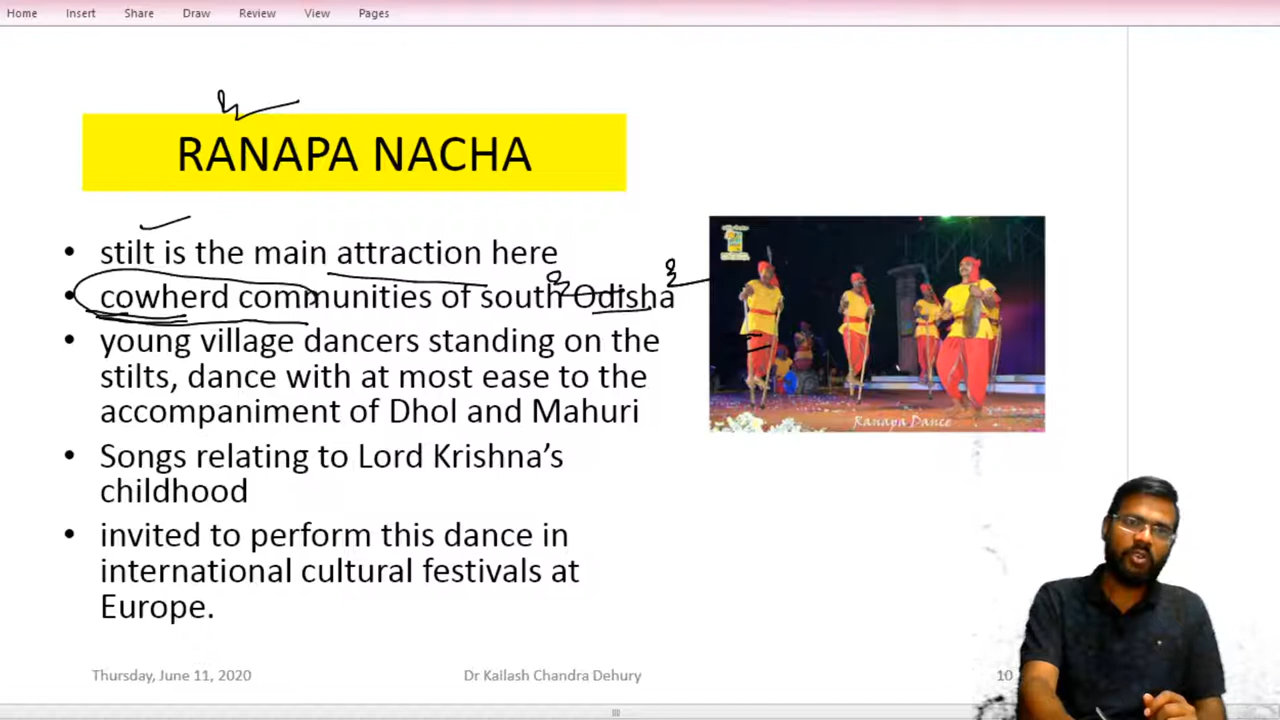 Home Insert Share Draw Review View Pages
RANAPA NACHA
• stilt is the main attraction here
• cowherd communities of south Odisha
• young village dancers standing on the
stilts, dance with at most ease to the
accompaniment of Dhol and Mahuri
• Songs relating to Lord Krishna's
childhood
• invited to perform this dance in
international cultural festivals at
Europe.
Ranapa Dance
Thursday, June 11, 2020 Dr Kailash Chandra Dehury 10